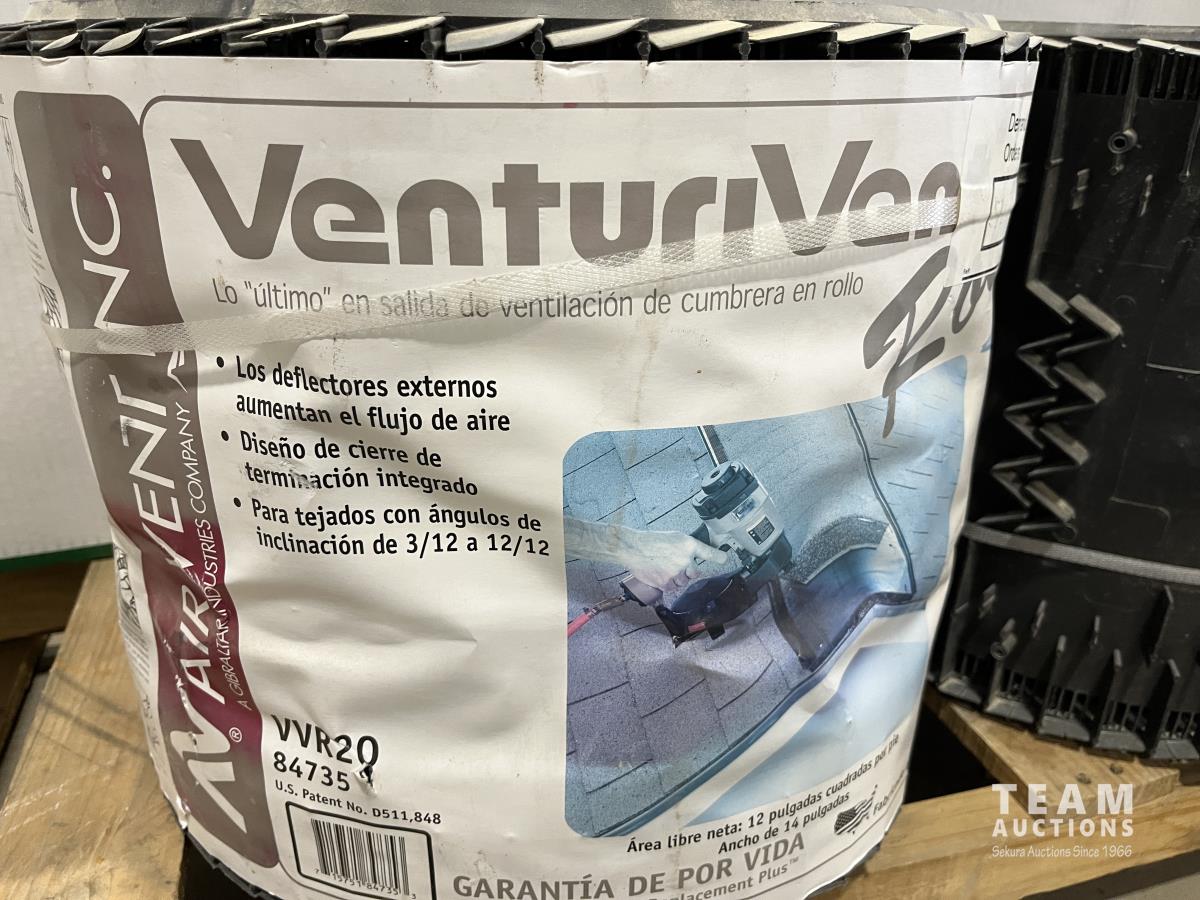 AIR VENT INC.
A GIBRALTAR INDUSTRIES COMPANY
VenturiVen
Lo "último" en salida de ventilación de cumbrera en rollo
• Los deflectores externos
aumentan el flujo de aire
• Diseño de cierre de
terminación integrado
• Para tejados con ángulos de
inclinación de 3/12 a 12/12
VVR20
84735
U.S. Patent No. D511,848
Área libre neta: 12 pulgadas cuadradas por pie
Ancho de 14 pulgadas
GARANTÍA DE POR VIDA
Plus™
TEAM
AUCTIONS
Sekura Auctions Since 1966